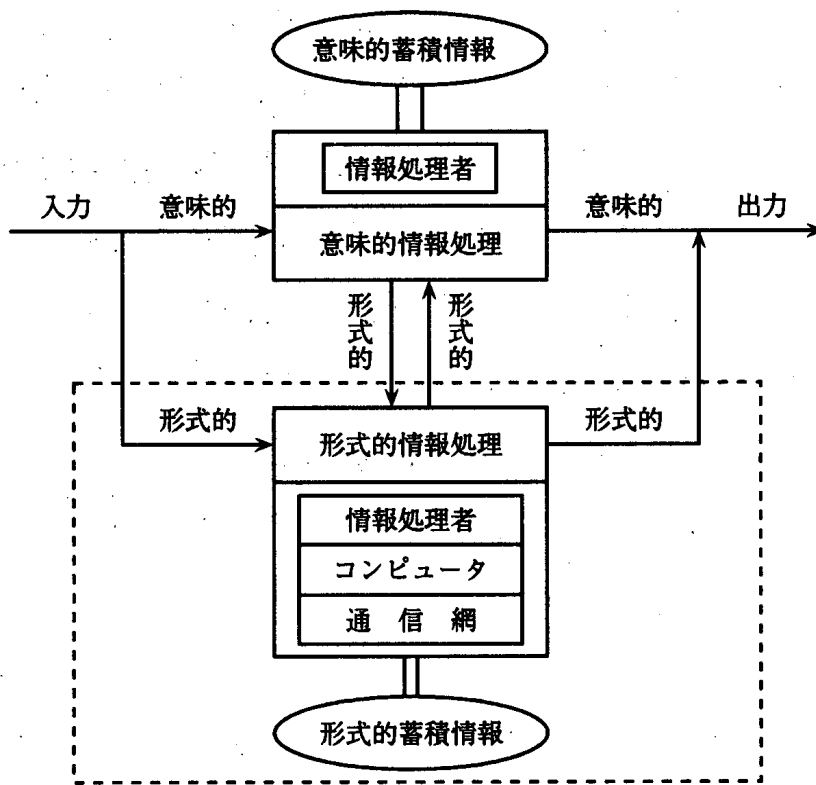 意味的蓄積情報
情報処理者
入力
意味的
意味的情報処理
意味的
出力
形式的
形式的
形式的
形式的情報処理
形式的
情報処理者
コンピュータ
通信網
形式的蓄積情報